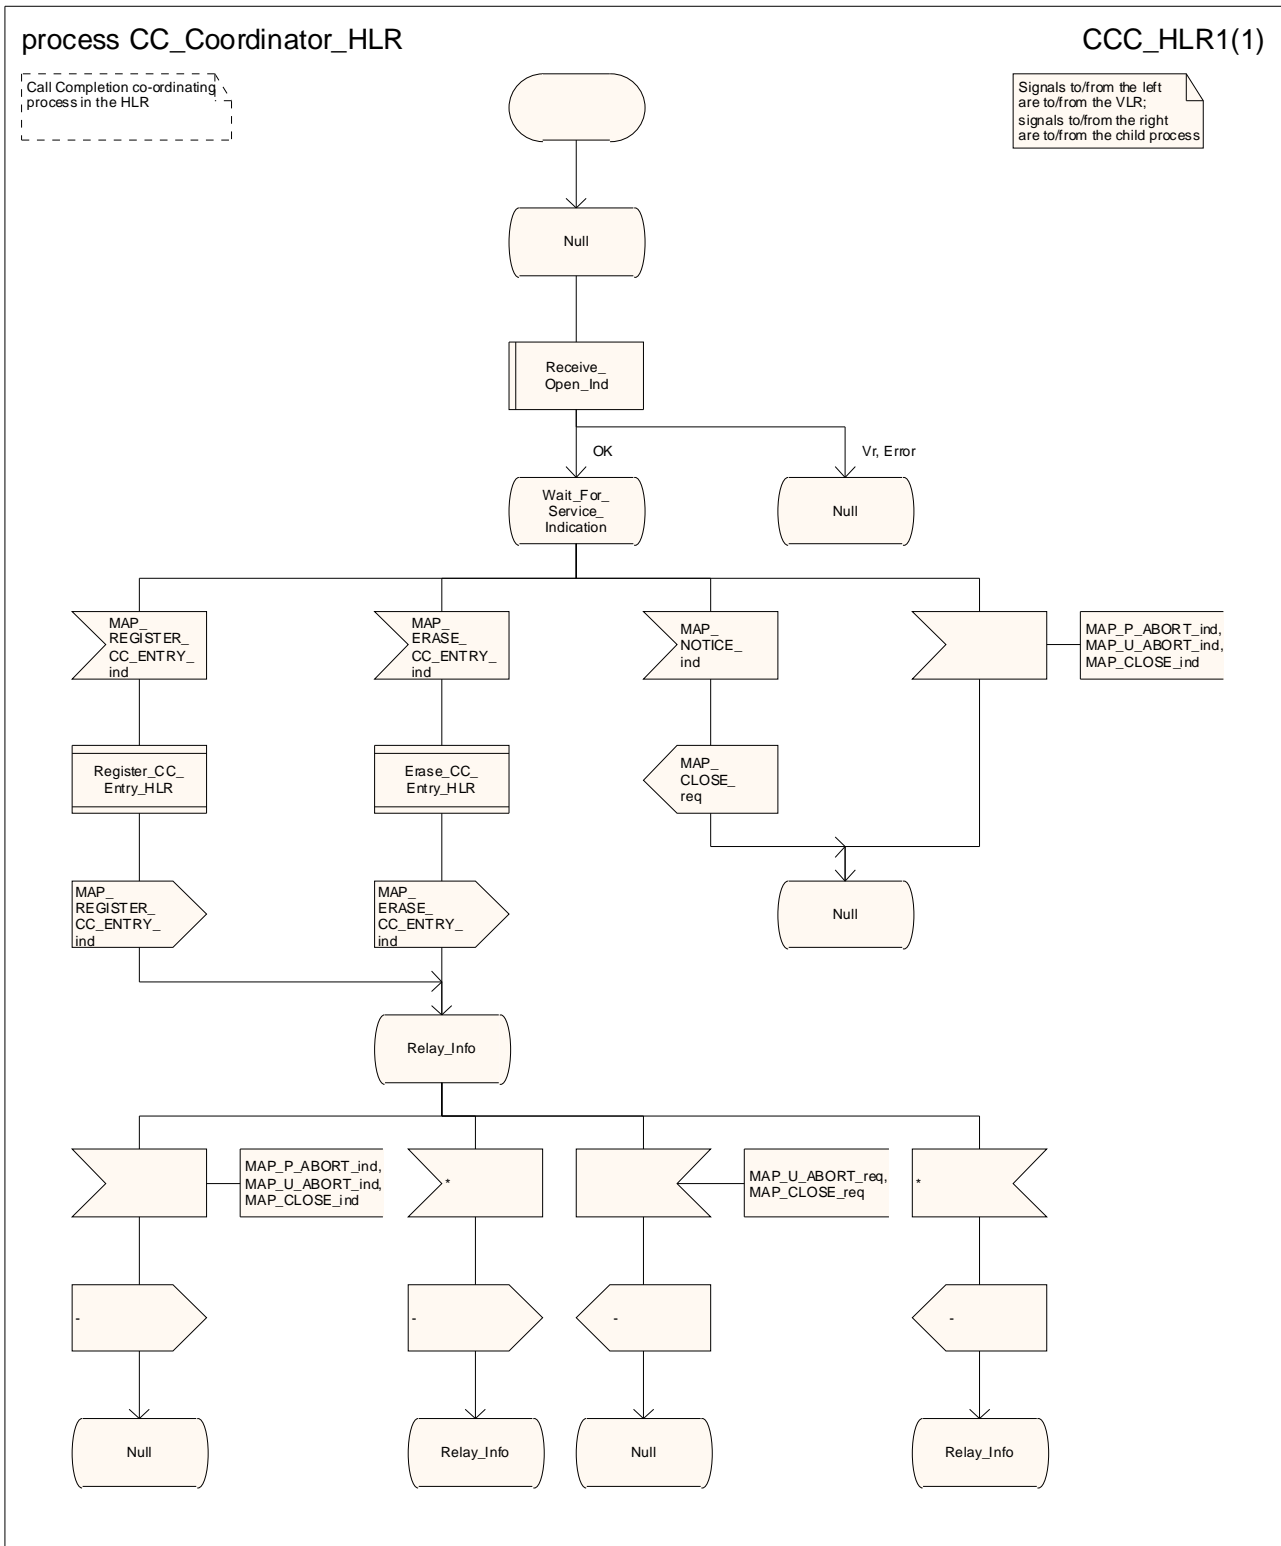 process CC_Coordinator_HLR
CCC_HLR1(1)
Call Completion co-ordinating
process in the HLR
Signals to/from the left
are to/from the VLR;
signals to/from the right
are to/from the child process
Null
Receive_
Open_Ind
OK
Vr, Error
Wait_For_
Service_
Indication
Null
MAP_
REGISTER_
CC_ENTRY_
ind
MAP_
ERASE_
CC_ENTRY_
ind
MAP_
NOTICE_
ind
MAP_P_ABORT_ind,
MAP_U_ABORT_ind,
MAP_CLOSE_ind
Register_CC_
Entry_HLR
Erase_CC_
Entry_HLR
MAP_
CLOSE_
req
MAP_
REGISTER_
CC_ENTRY_
ind
MAP_
ERASE_
CC_ENTRY_
ind
Null
Relay_Info
MAP_P_ABORT_ind,
MAP_U_ABORT_ind,
MAP_CLOSE_ind
*
MAP_U_ABORT_req,
MAP_CLOSE_req
*
-
-
-
-
Null
Relay_Info
Null
Relay_Info